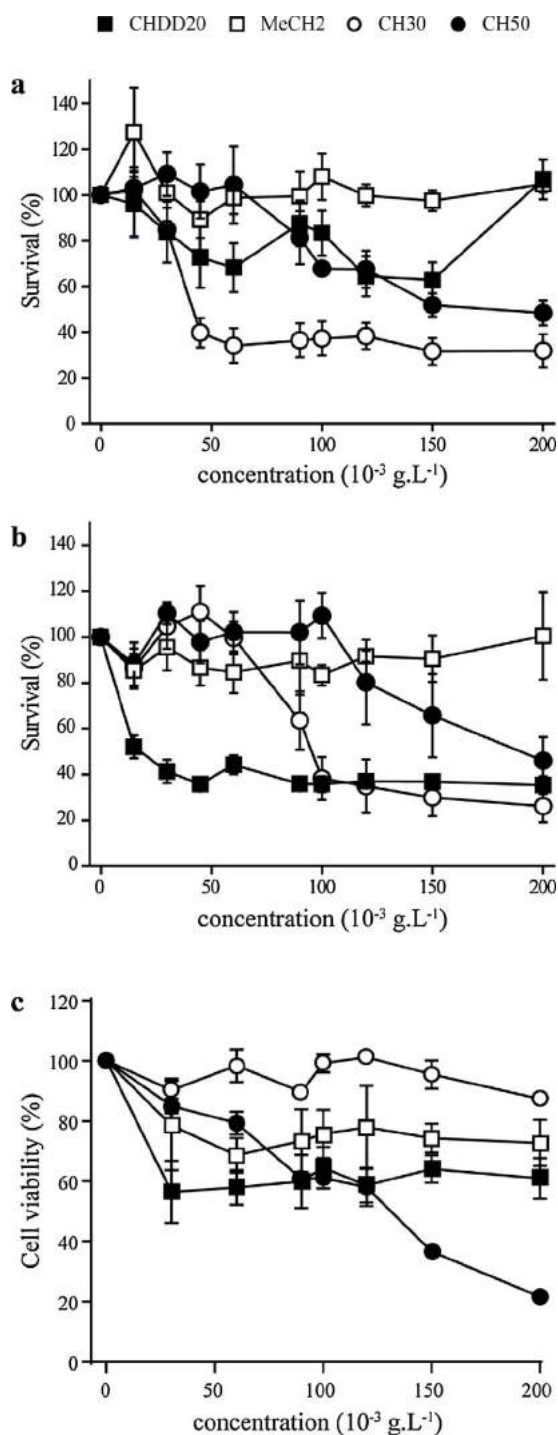 CHDD20 MeCH2 CH30 CH50
a
140
120
100
80
60
40
20
0
Survival (%)
0 50 100 150 200
concentration (10⁻³ g.L⁻¹)
b
140
120
100
80
60
40
20
0
Survival (%)
0 50 100 150 200
concentration (10⁻³ g.L⁻¹)
c
120
100
80
60
40
20
0
Cell viability (%)
0 50 100 150 200
concentration (10⁻³ g.L⁻¹)